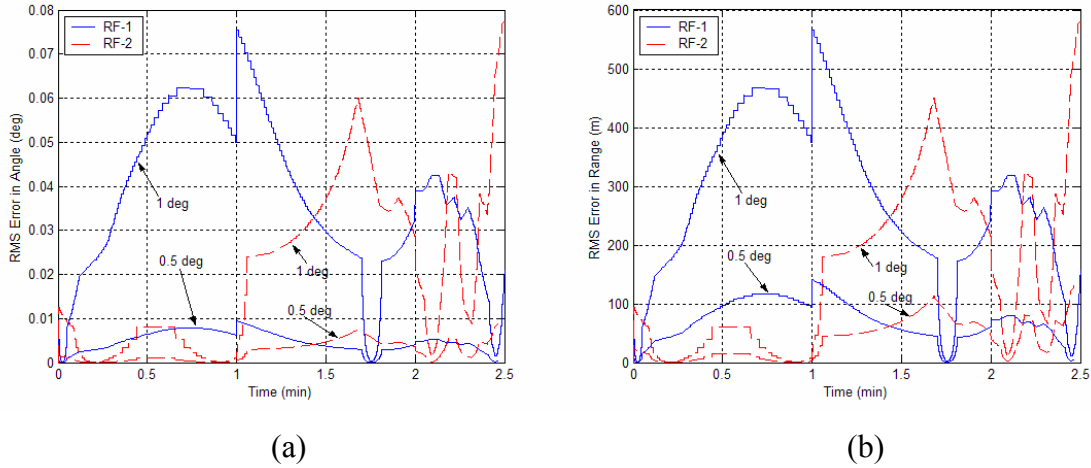 RF-1
RF-2
0.08
0.07
0.06
0.05
0.04
0.03
0.02
0.01
0
RMS Error in Angle (deg)
1 deg
0.5 deg
1 deg
0.5 deg
0
0.5
1
1.5
2
2.5
Time (min)
(a)
RF-1
RF-2
600
500
400
300
200
100
0
RMS Error in Range (m)
1 deg
0.5 deg
1 deg
0.5 deg
0
0.5
1
1.5
2
2.5
Time (min)
(b)